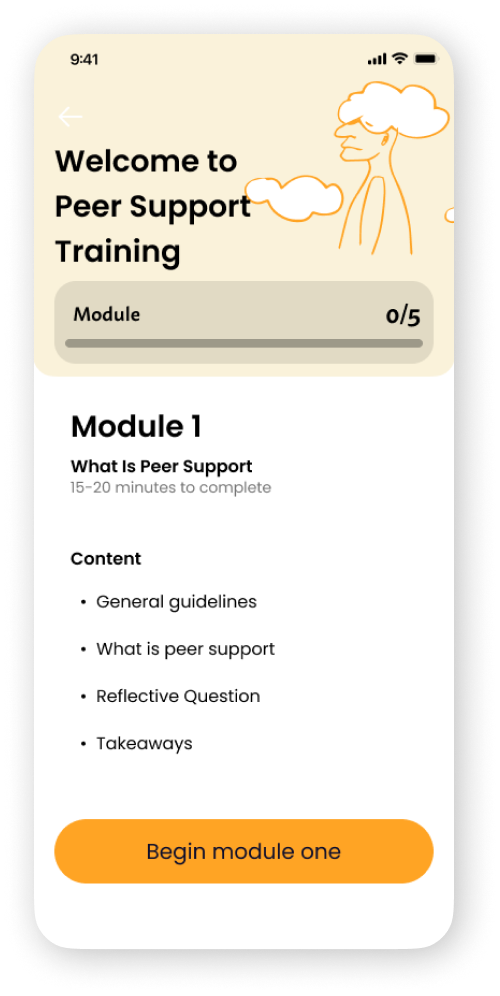 9:41
Welcome to
Peer Support
Training
Module 0/5
Module 1
What Is Peer Support
15-20 minutes to complete
Content
• General guidelines
• What is peer support
• Reflective Question
• Takeaways
Begin module one